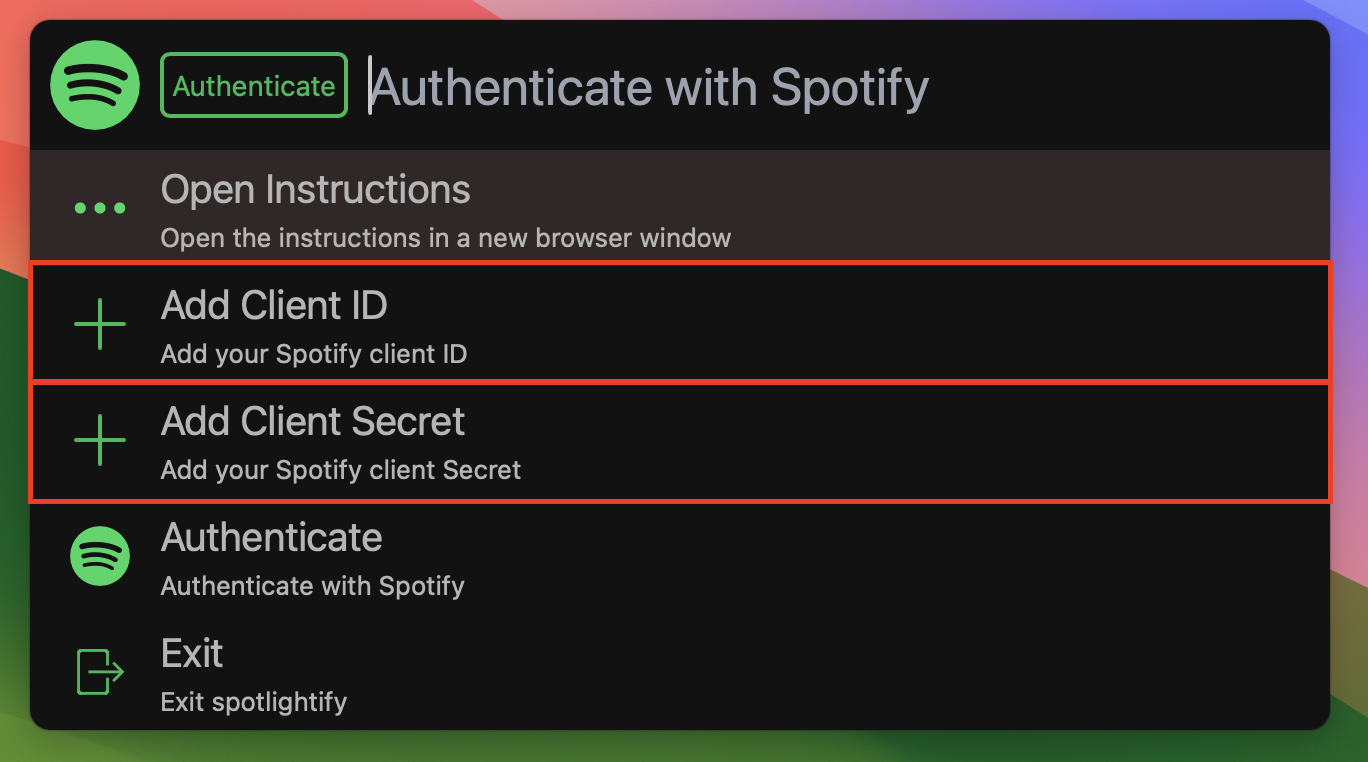 Authenticate Authenticate with Spotify
Open Instructions
Open the instructions in a new browser window
Add Client ID
Add your Spotify client ID
Add Client Secret
Add your Spotify client Secret
Authenticate
Authenticate with Spotify
Exit
Exit spotlightify